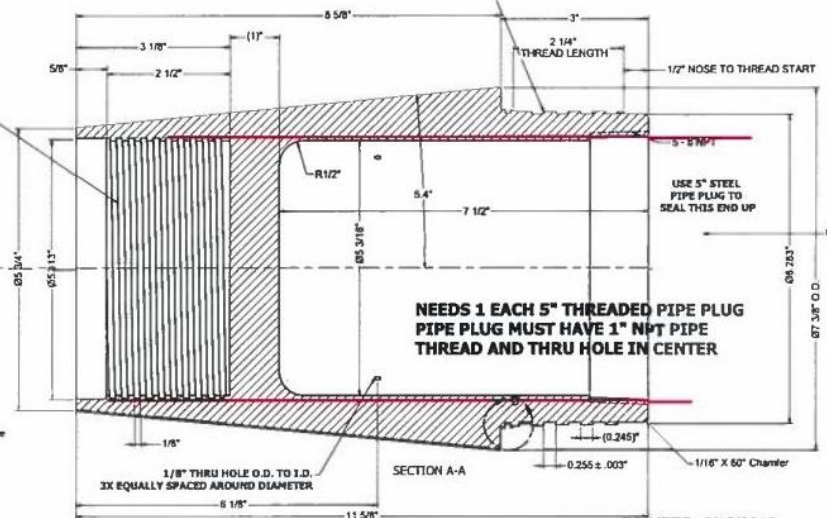 8 5/8"
3"
3 1/8"
(1)"
2 1/4"
THREAD LENGTH
5/8"
2 1/2"
1/2" NOSE TO THREAD START
5 - 8 NPT
R1/2"
5.4°
USE 5" STEEL
PIPE PLUG TO
SEAL THIS END UP
7 1/2"
Ø5 3/4"
Ø5 3/16"
Ø6.263"
Ø7 3/8" O.D.
NEEDS 1 EACH 5" THREADED PIPE PLUG
PIPE PLUG MUST HAVE 1" NPT PIPE
THREAD AND THRU HOLE IN CENTER
1/8"
(0.245)"
1/8" THRU HOLE O.D. TO I.D.
3X EQUALLY SPACED AROUND DIAMETER
SECTION A-A
0.255 ± .003"
1/16" X 60° Chamfer
6 1/8"
11 5/8"